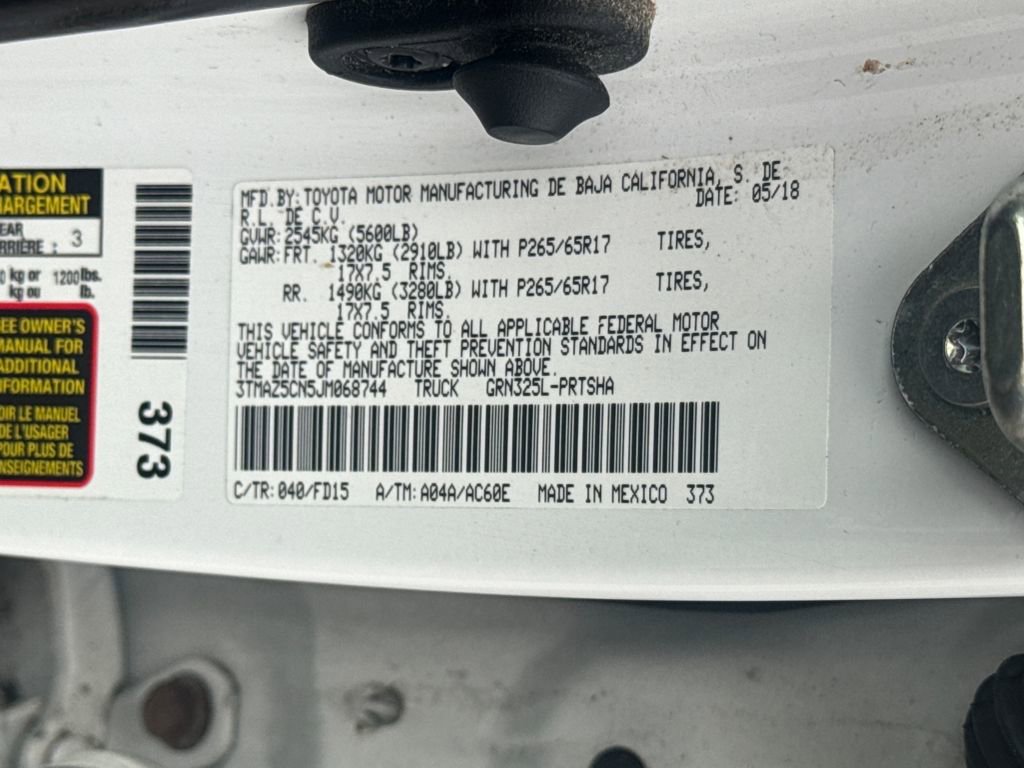 ATION
HARGEMENT
EAR
RRIÈRE : 3
0 kg or 1200 lbs.
kg ou lb.
SEE OWNER'S
MANUAL FOR
ADDITIONAL
NFORMATION
OIR LE MANUEL
DE L'USAGER
POUR PLUS DE
NSEIGNEMENTS
373
MFD.BY:TOYOTA MOTOR MANUFACTURING DE BAJA CALIFORNIA, S. DE
R.L. DE C.V. DATE: 05/18
GVWR:2545KG (5600LB)
GAWR:FRT. 1320KG (2910LB) WITH P265/65R17 TIRES,
17X7.5 RIMS.
RR. 1490KG (3280LB) WITH P265/65R17 TIRES,
17X7.5 RIMS.
THIS VEHICLE CONFORMS TO ALL APPLICABLE FEDERAL MOTOR
VEHICLE SAFETY AND THEFT PREVENTION STANDARDS IN EFFECT ON
THE DATE OF MANUFACTURE SHOWN ABOVE.
3TMAZ5CN5JM068744 TRUCK GRN325L-PRTSHA
C/TR:040/FD15 A/TM:A04A/AC60E MADE IN MEXICO 373